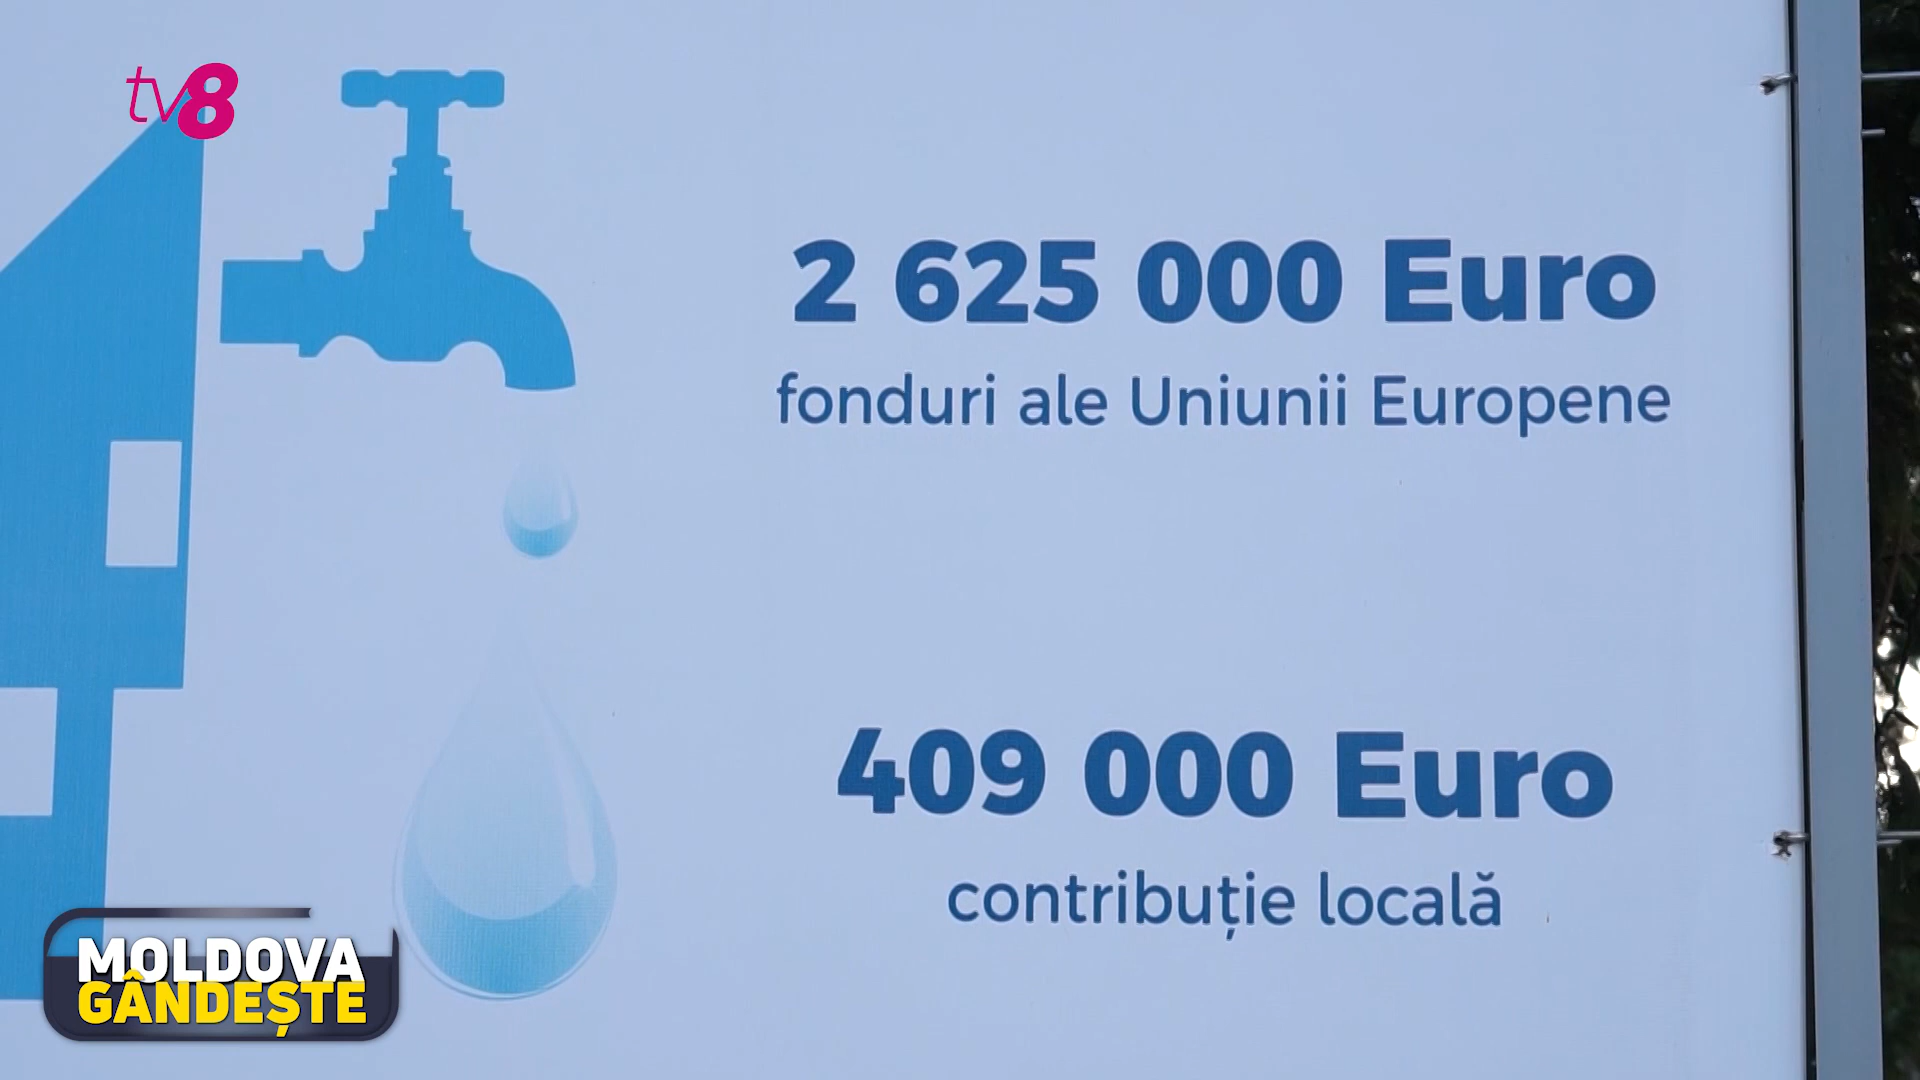 tv8
2 625 000 Euro
fonduri ale Uniunii Europene
409 000 Euro
contribuție locală
MOLDOVA
GÂNDEȘTE